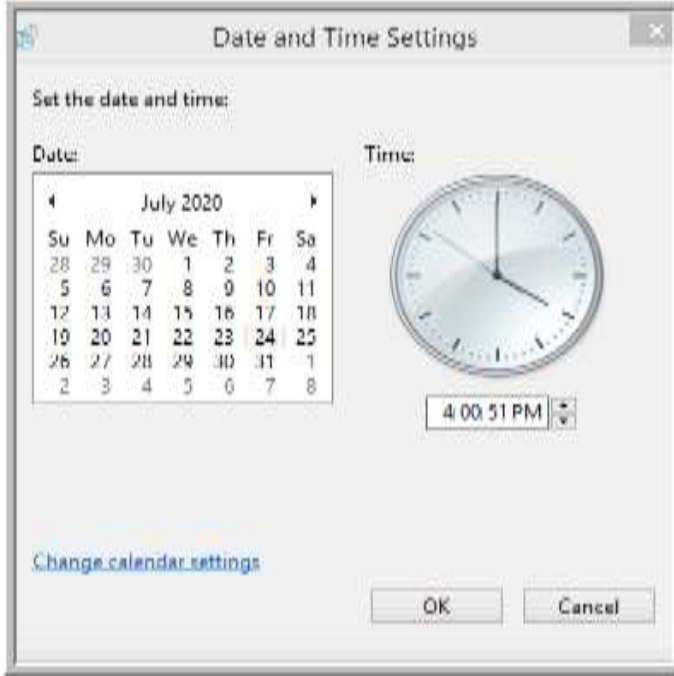 Date and Time Settings
Set the date and time:
Date:
Time:
July 2020
Su Mo Tu We Th Fr Sa
28 29 30 1 2 3 4
5 6 7 8 9 10 11
12 13 14 15 16 17 18
19 20 21 22 23 24 25
26 27 28 29 30 31 1
2 3 4 5 6 7 8
4:00:51 PM
Change calendar settings
OK Cancel